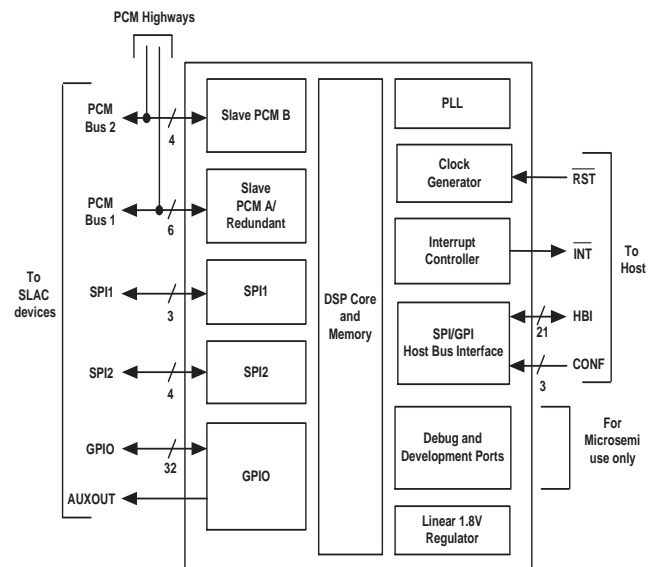 PCM Highways
PCM
Bus 2
4
Slave PCM B
PCM
Bus 1
6
Slave
PCM A/
Redundant
To
SLAC
devices
SPI1
3
SPI1
SPI2
4
SPI2
GPIO
32
GPIO
AUXOUT
DSP Core
and
Memory
PLL
Clock
Generator
RST
Interrupt
Controller
INT
To
Host
SPI/GPI
Host Bus Interface
HBI
21
CONF
3
Debug and
Development Ports
For
Microsemi
use only
Linear 1.8V
Regulator